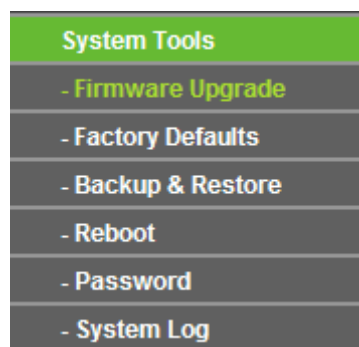 System Tools
- Firmware Upgrade
- Factory Defaults
- Backup & Restore
- Reboot
- Password
- System Log